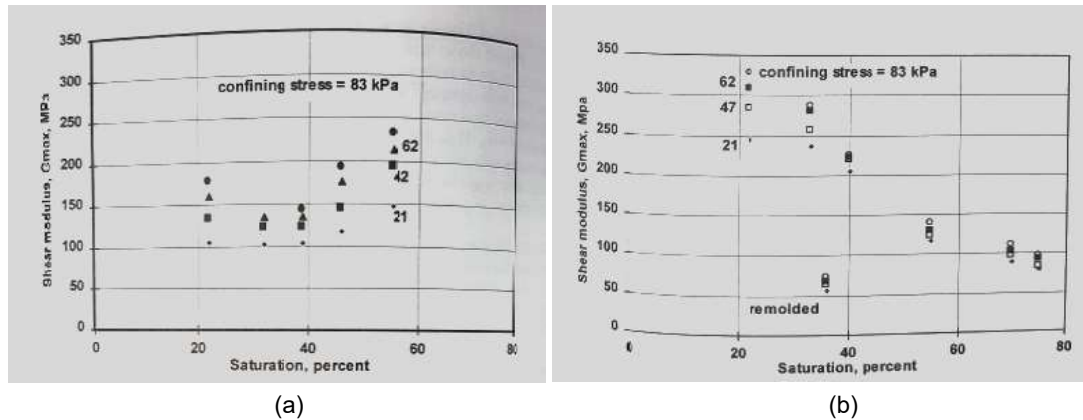 350
300
250
200
150
100
50
0
Shear modulus, Gmax, MPa
confining stress = 83 kPa
62
42
21
0 20 40 60 80
Saturation, percent
(a)
350
300
250
200
150
100
50
0
Shear modulus, Gmax, Mpa
confining stress = 83 kPa
62
47
21
remolded
0 20 40 60 80
Saturation, percent
(b)